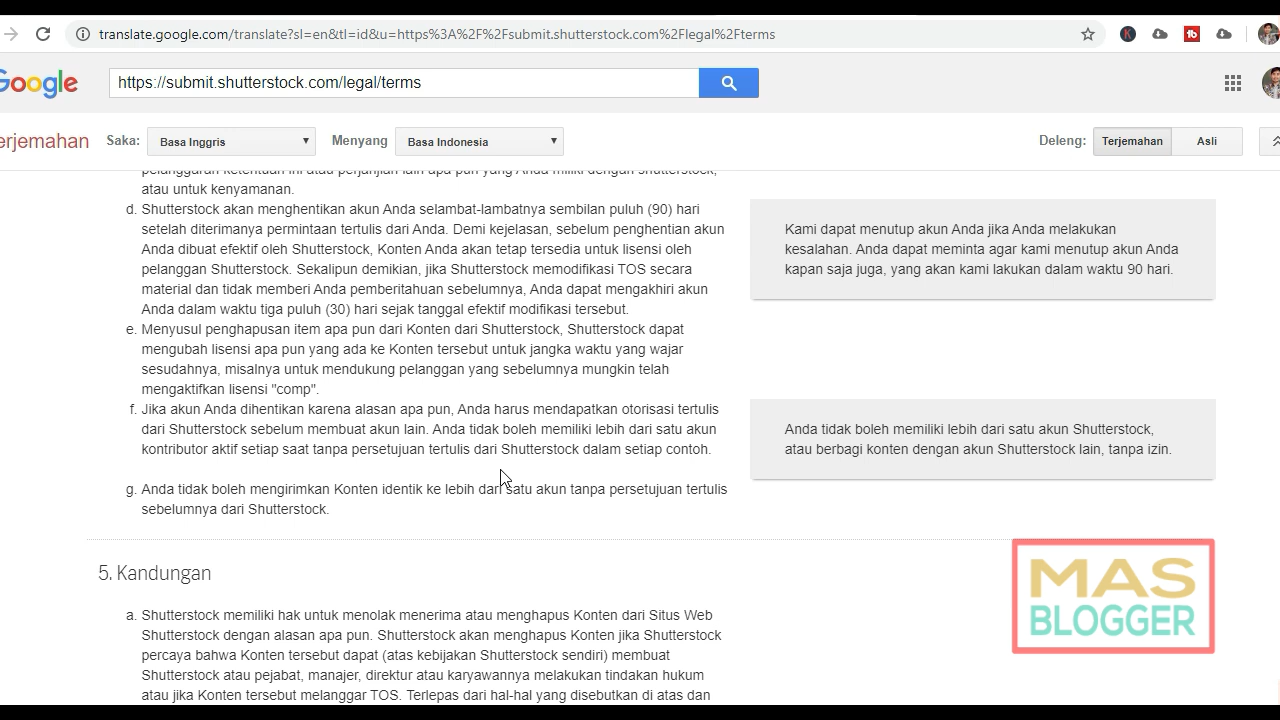 translate.google.com/translate?sl=en&tl=id&u=https%3A%2F%2Fsubmit.shutterstock.com%2Flegal%2Fterms
Google
https://submit.shutterstock.com/legal/terms
erjemahan
Saka:
Basa Inggris
Menyang
Basa Indonesia
Deleng:
Terjemahan
Asli
pelanggaran ketentuan ini atau perjanjian lain apa pun yang Anda miliki dengan shutterstock,
atau untuk kenyamanan.
d. Shutterstock akan menghentikan akun Anda selambat-lambatnya sembilan puluh (90) hari
setelah diterimanya permintaan tertulis dari Anda. Demi kejelasan, sebelum penghentian akun
Anda dibuat efektif oleh Shutterstock, Konten Anda akan tetap tersedia untuk lisensi oleh
pelanggan Shutterstock. Sekalipun demikian, jika Shutterstock memodifikasi TOS secara
material dan tidak memberi Anda pemberitahuan sebelumnya, Anda dapat mengakhiri akun
Anda dalam waktu tiga puluh (30) hari sejak tanggal efektif modifikasi tersebut.
Kami dapat menutup akun Anda jika Anda melakukan
kesalahan. Anda dapat meminta agar kami menutup akun Anda
kapan saja juga, yang akan kami lakukan dalam waktu 90 hari.
e. Menyusul penghapusan item apa pun dari Konten dari Shutterstock, Shutterstock dapat
mengubah lisensi apa pun yang ada ke Konten tersebut untuk jangka waktu yang wajar
sesudahnya, misalnya untuk mendukung pelanggan yang sebelumnya mungkin telah
mengaktifkan lisensi "comp".
f. Jika akun Anda dihentikan karena alasan apa pun, Anda harus mendapatkan otorisasi tertulis
dari Shutterstock sebelum membuat akun lain. Anda tidak boleh memiliki lebih dari satu akun
kontributor aktif setiap saat tanpa persetujuan tertulis dari Shutterstock dalam setiap contoh.
Anda tidak boleh memiliki lebih dari satu akun Shutterstock,
atau berbagi konten dengan akun Shutterstock lain, tanpa izin.
g. Anda tidak boleh mengirimkan Konten identik ke lebih dari satu akun tanpa persetujuan tertulis
sebelumnya dari Shutterstock.
5. Kandungan
a. Shutterstock memiliki hak untuk menolak menerima atau menghapus Konten dari Situs Web
Shutterstock dengan alasan apa pun. Shutterstock akan menghapus Konten jika Shutterstock
percaya bahwa Konten tersebut dapat (atas kebijakan Shutterstock sendiri) membuat
Shutterstock atau pejabat, manajer, direktur atau karyawannya melakukan tindakan hukum
atau jika Konten tersebut melanggar TOS. Terlepas dari hal-hal yang disebutkan di atas dan
MAS
BLOGGER